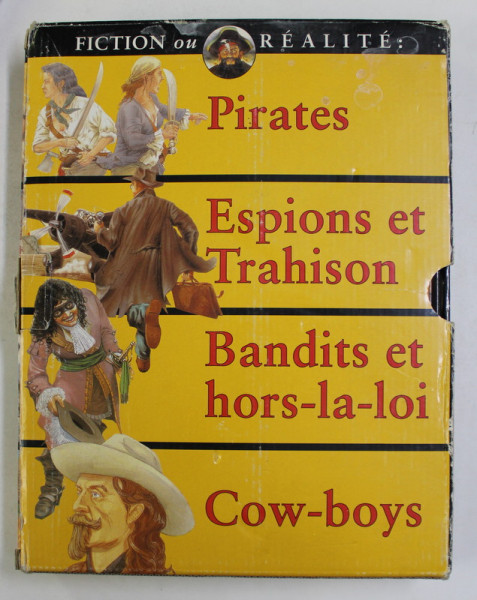 FICTION ou RÉALITÉ:
Pirates
Espions et
Trahison
Bandits et
hors-la-loi
Cow-boys